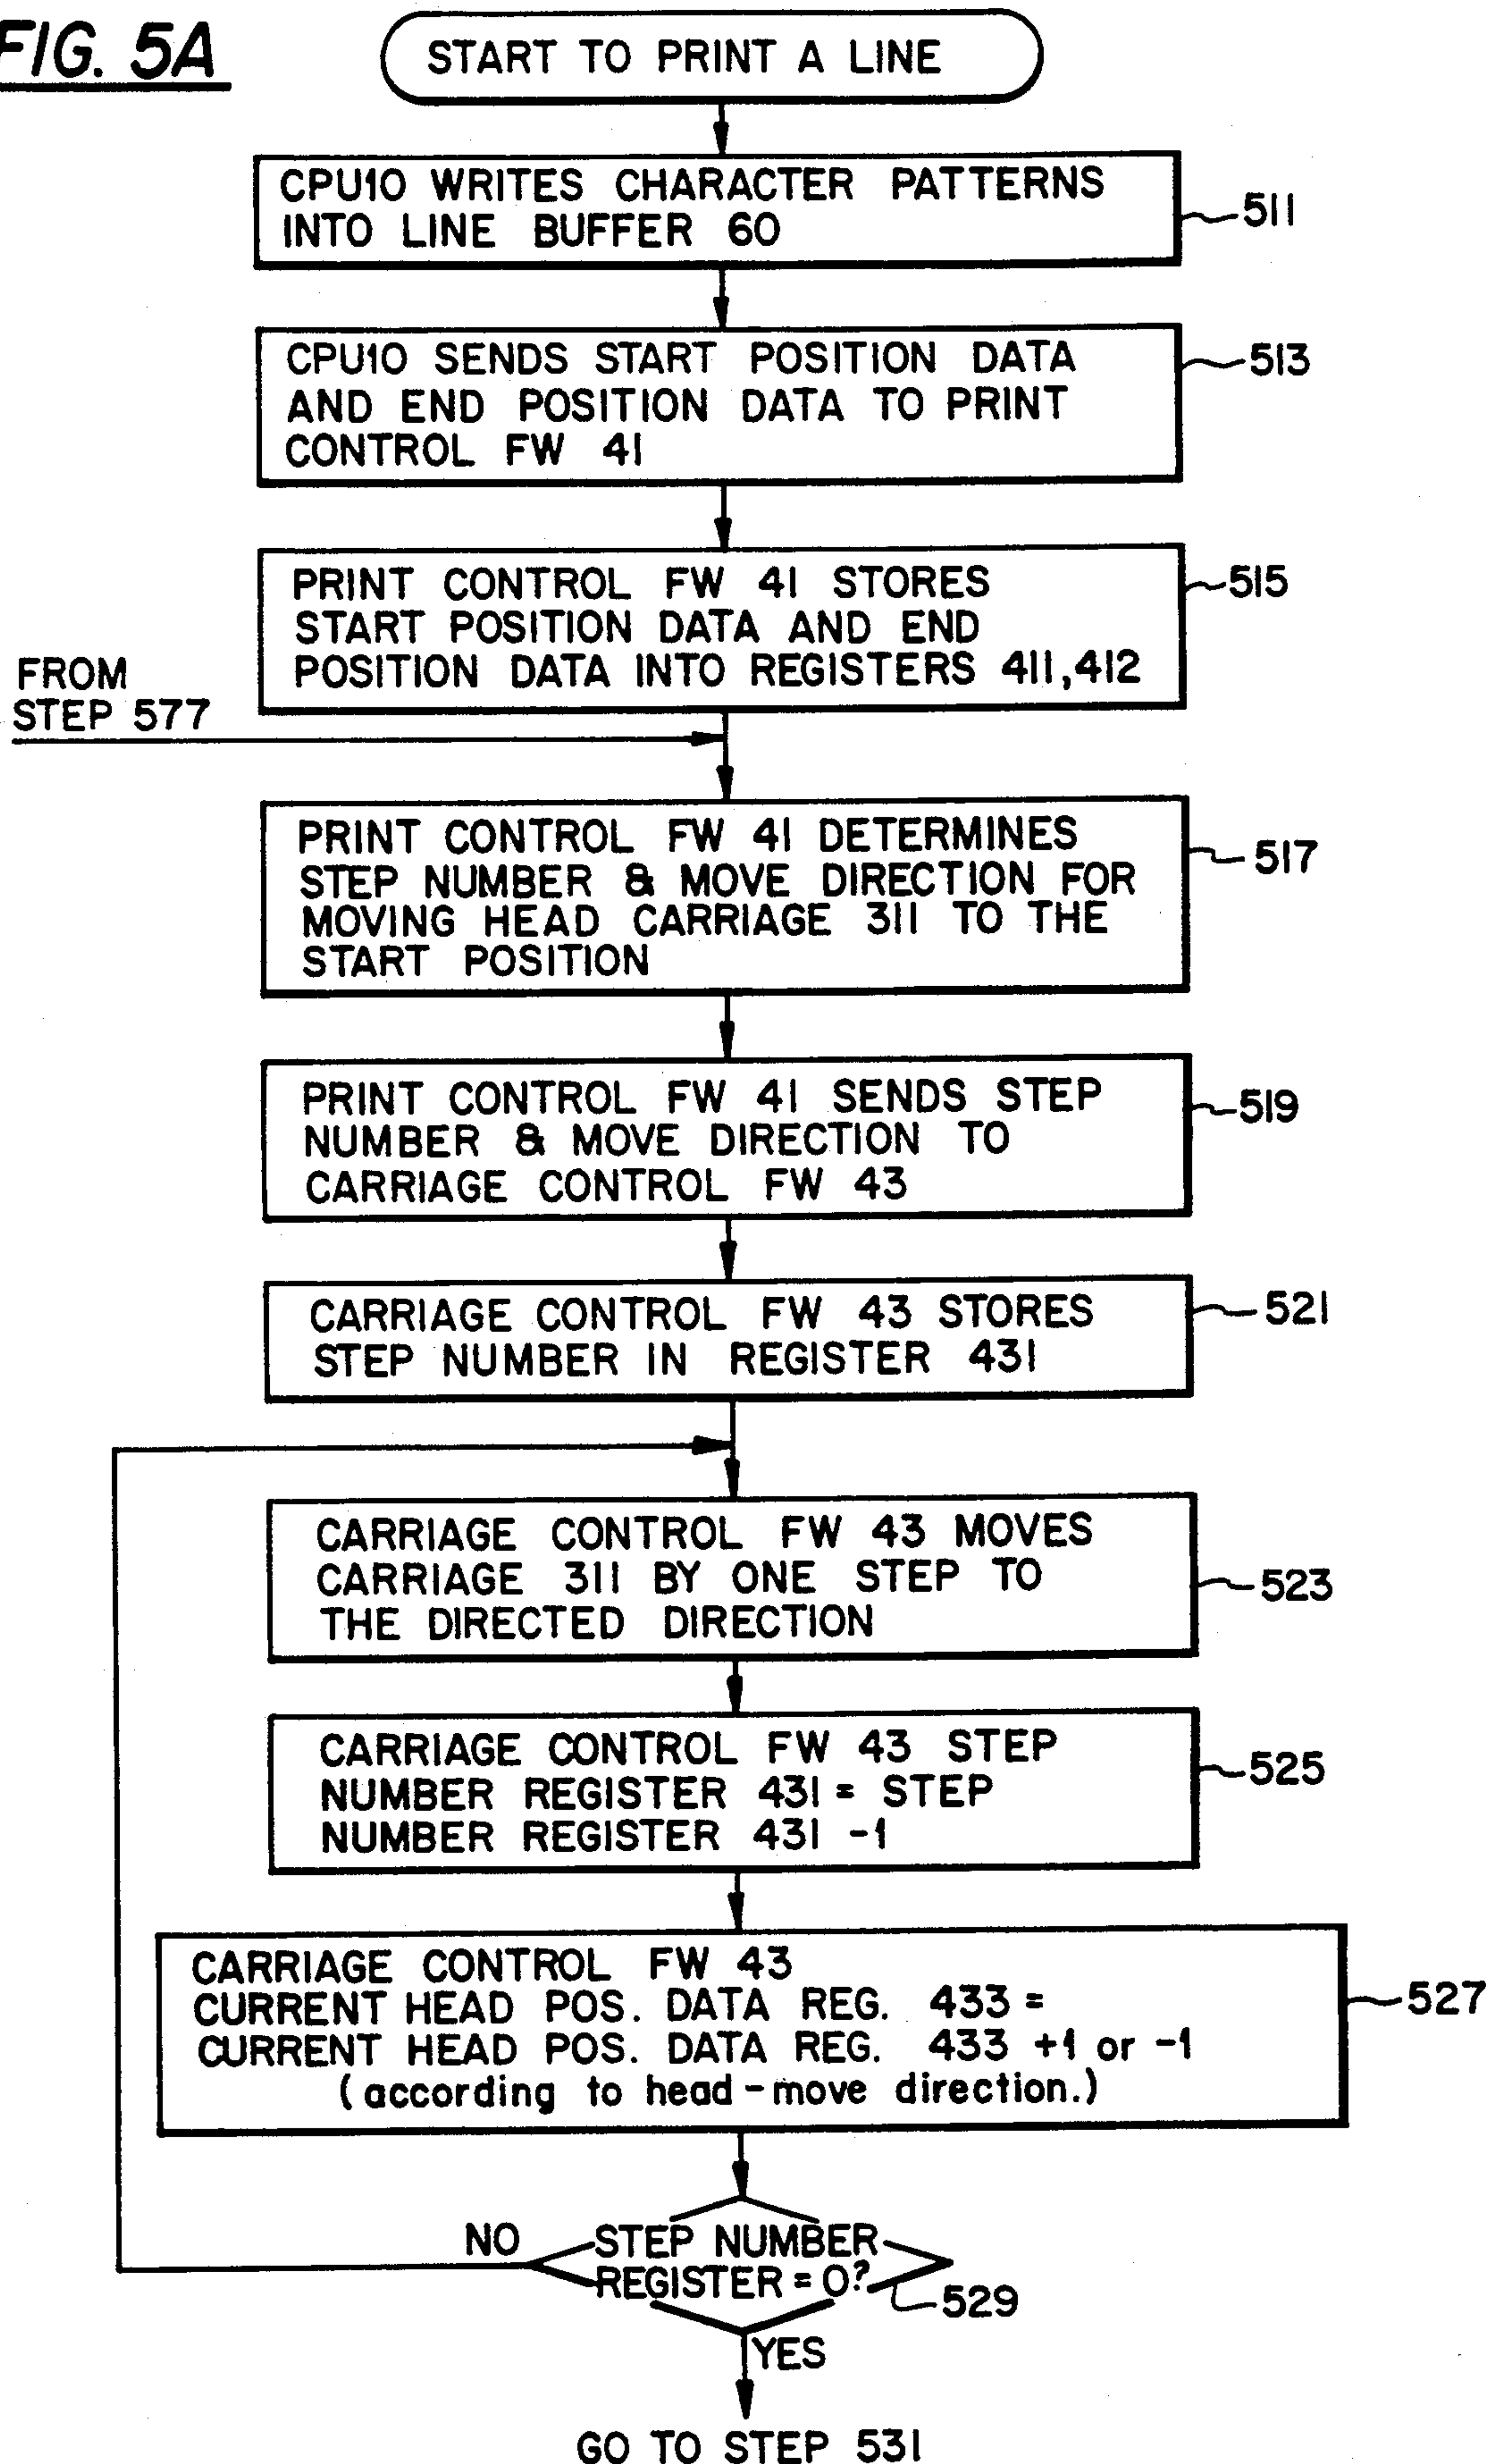 FIG. 5A
START TO PRINT A LINE
CPU10 WRITES CHARACTER PATTERNS
INTO LINE BUFFER 60
511
CPU10 SENDS START POSITION DATA
AND END POSITION DATA TO PRINT
CONTROL FW 41
513
PRINT CONTROL FW 41 STORES
START POSITION DATA AND END
POSITION DATA INTO REGISTERS 411,412
515
FROM
STEP 577
PRINT CONTROL FW 41 DETERMINES
STEP NUMBER & MOVE DIRECTION FOR
MOVING HEAD CARRIAGE 311 TO THE
START POSITION
517
PRINT CONTROL FW 41 SENDS STEP
NUMBER & MOVE DIRECTION TO
CARRIAGE CONTROL FW 43
519
CARRIAGE CONTROL FW 43 STORES
STEP NUMBER IN REGISTER 431
521
CARRIAGE CONTROL FW 43 MOVES
CARRIAGE 311 BY ONE STEP TO
THE DIRECTED DIRECTION
523
CARRIAGE CONTROL FW 43 STEP
NUMBER REGISTER 431 = STEP
NUMBER REGISTER 431 -1
525
CARRIAGE CONTROL FW 43
CURRENT HEAD POS. DATA REG. 433 =
CURRENT HEAD POS. DATA REG. 433 +1 or -1
(according to head-move direction.)
527
NO
STEP NUMBER
REGISTER = 0?
529
YES
GO TO STEP 531